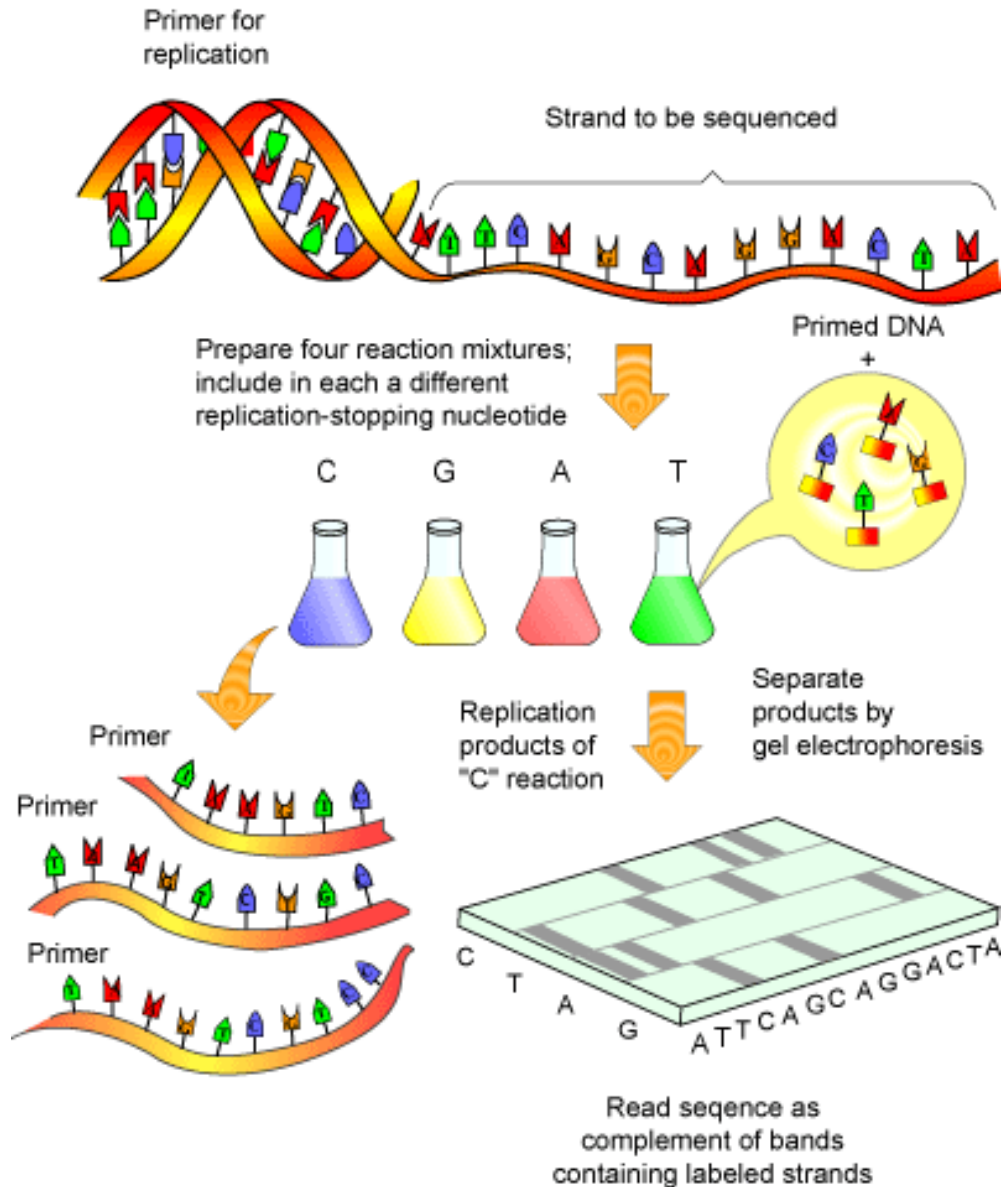 Primer for
replication
Strand to be sequenced
A T T C A G C A G G A C T A
Primed DNA
+
Prepare four reaction mixtures;
include in each a different
replication-stopping nucleotide
A
C G
T
C G A T
Separate
products by
gel electrophoresis
Replication
products of
"C" reaction
Primer
T A A G T C
Primer
T A A G T C G C
Primer
T A A G T C G T C C
C
T
A
G
A T T C A G C A G G A C T A
Read seqence as
complement of bands
containing labeled strands